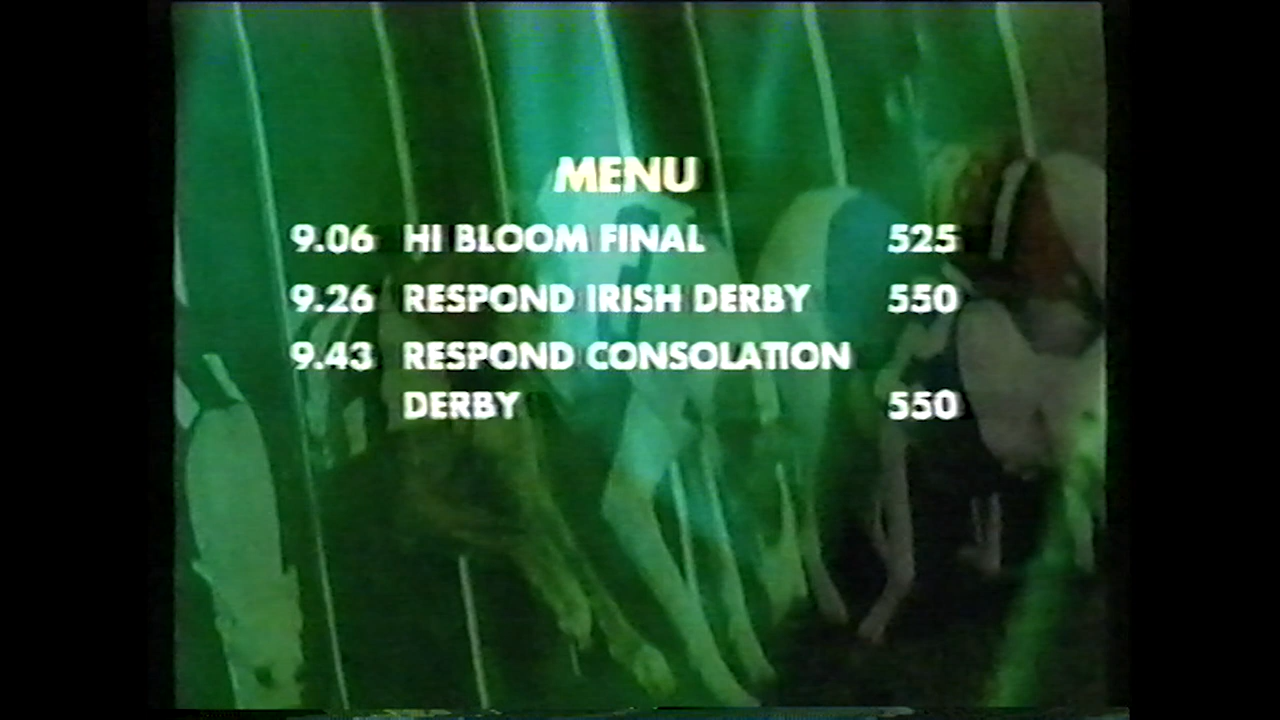 MENU
9.06 HI BLOOM FINAL 525
9.26 RESPOND IRISH DERBY 550
9.43 RESPOND CONSOLATION
DERBY 550